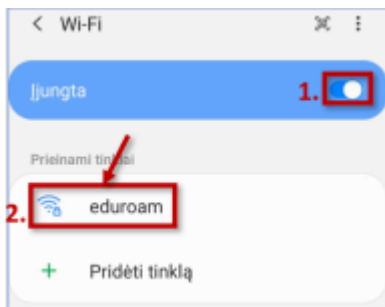 Wi-Fi
Įjungta
1.
Prieinami tinklai
2.
eduroam
Pridėti tinklą